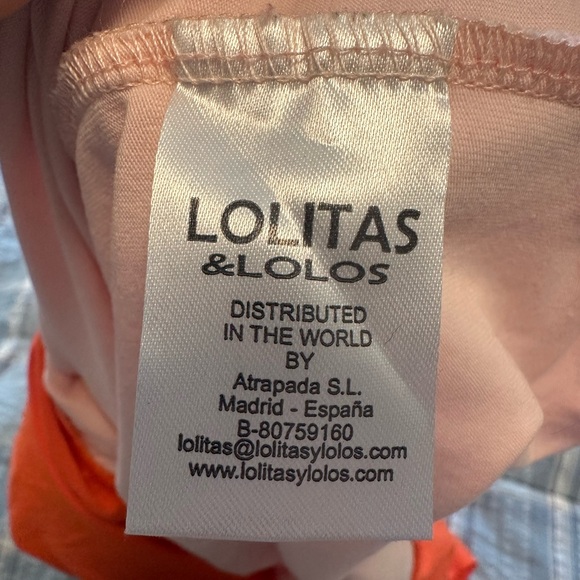 LOLITAS
&LOLOS
DISTRIBUTED
IN THE WORLD
BY
Atrapada S.L.
Madrid - España
B-80759160
lolitas@lolitasylolos.com
www.lolitasylolos.com